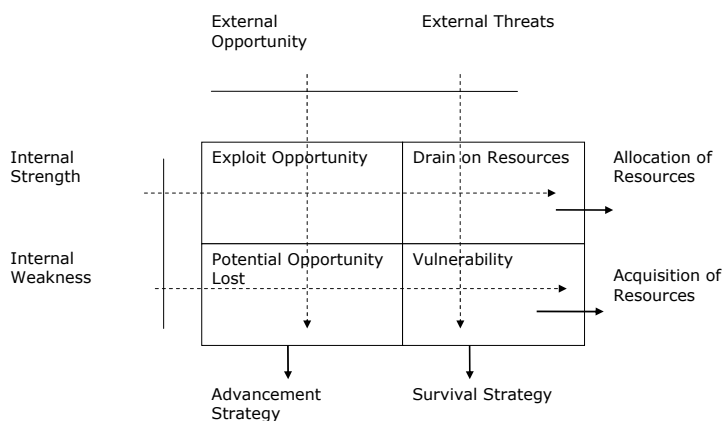 External
Opportunity
External Threats
Internal
Strength
Exploit Opportunity
Drain on Resources
Allocation of
Resources
Internal
Weakness
Potential Opportunity
Lost
Vulnerability
Acquisition of
Resources
Advancement
Strategy
Survival Strategy